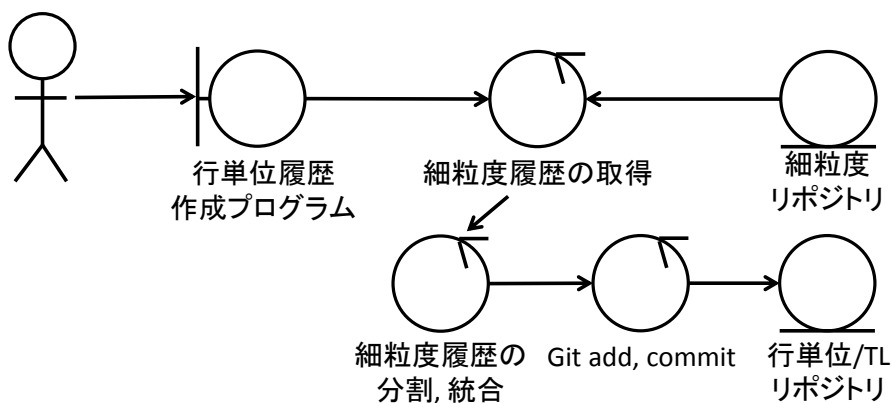 行単位履歴
作成プログラム
細粒度履歴の取得
細粒度
リポジトリ
細粒度履歴の
分割, 統合
Git add, commit
行単位/TL
リポジトリ